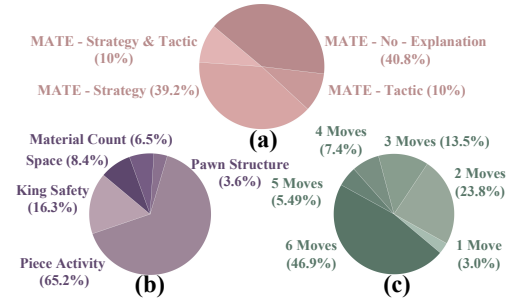 MATE - Strategy & Tactic
(10%)
MATE - No - Explanation
(40.8%)
MATE - Strategy (39.2%)
MATE - Tactic (10%)
(a)
Material Count (6.5%)
Space (8.4%)
Pawn Structure
(3.6%)
King Safety
(16.3%)
Piece Activity
(65.2%)
(b)
4 Moves
(7.4%)
3 Moves (13.5%)
2 Moves
(23.8%)
5 Moves
(5.49%)
6 Moves
(46.9%)
1 Move
(3.0%)
(c)